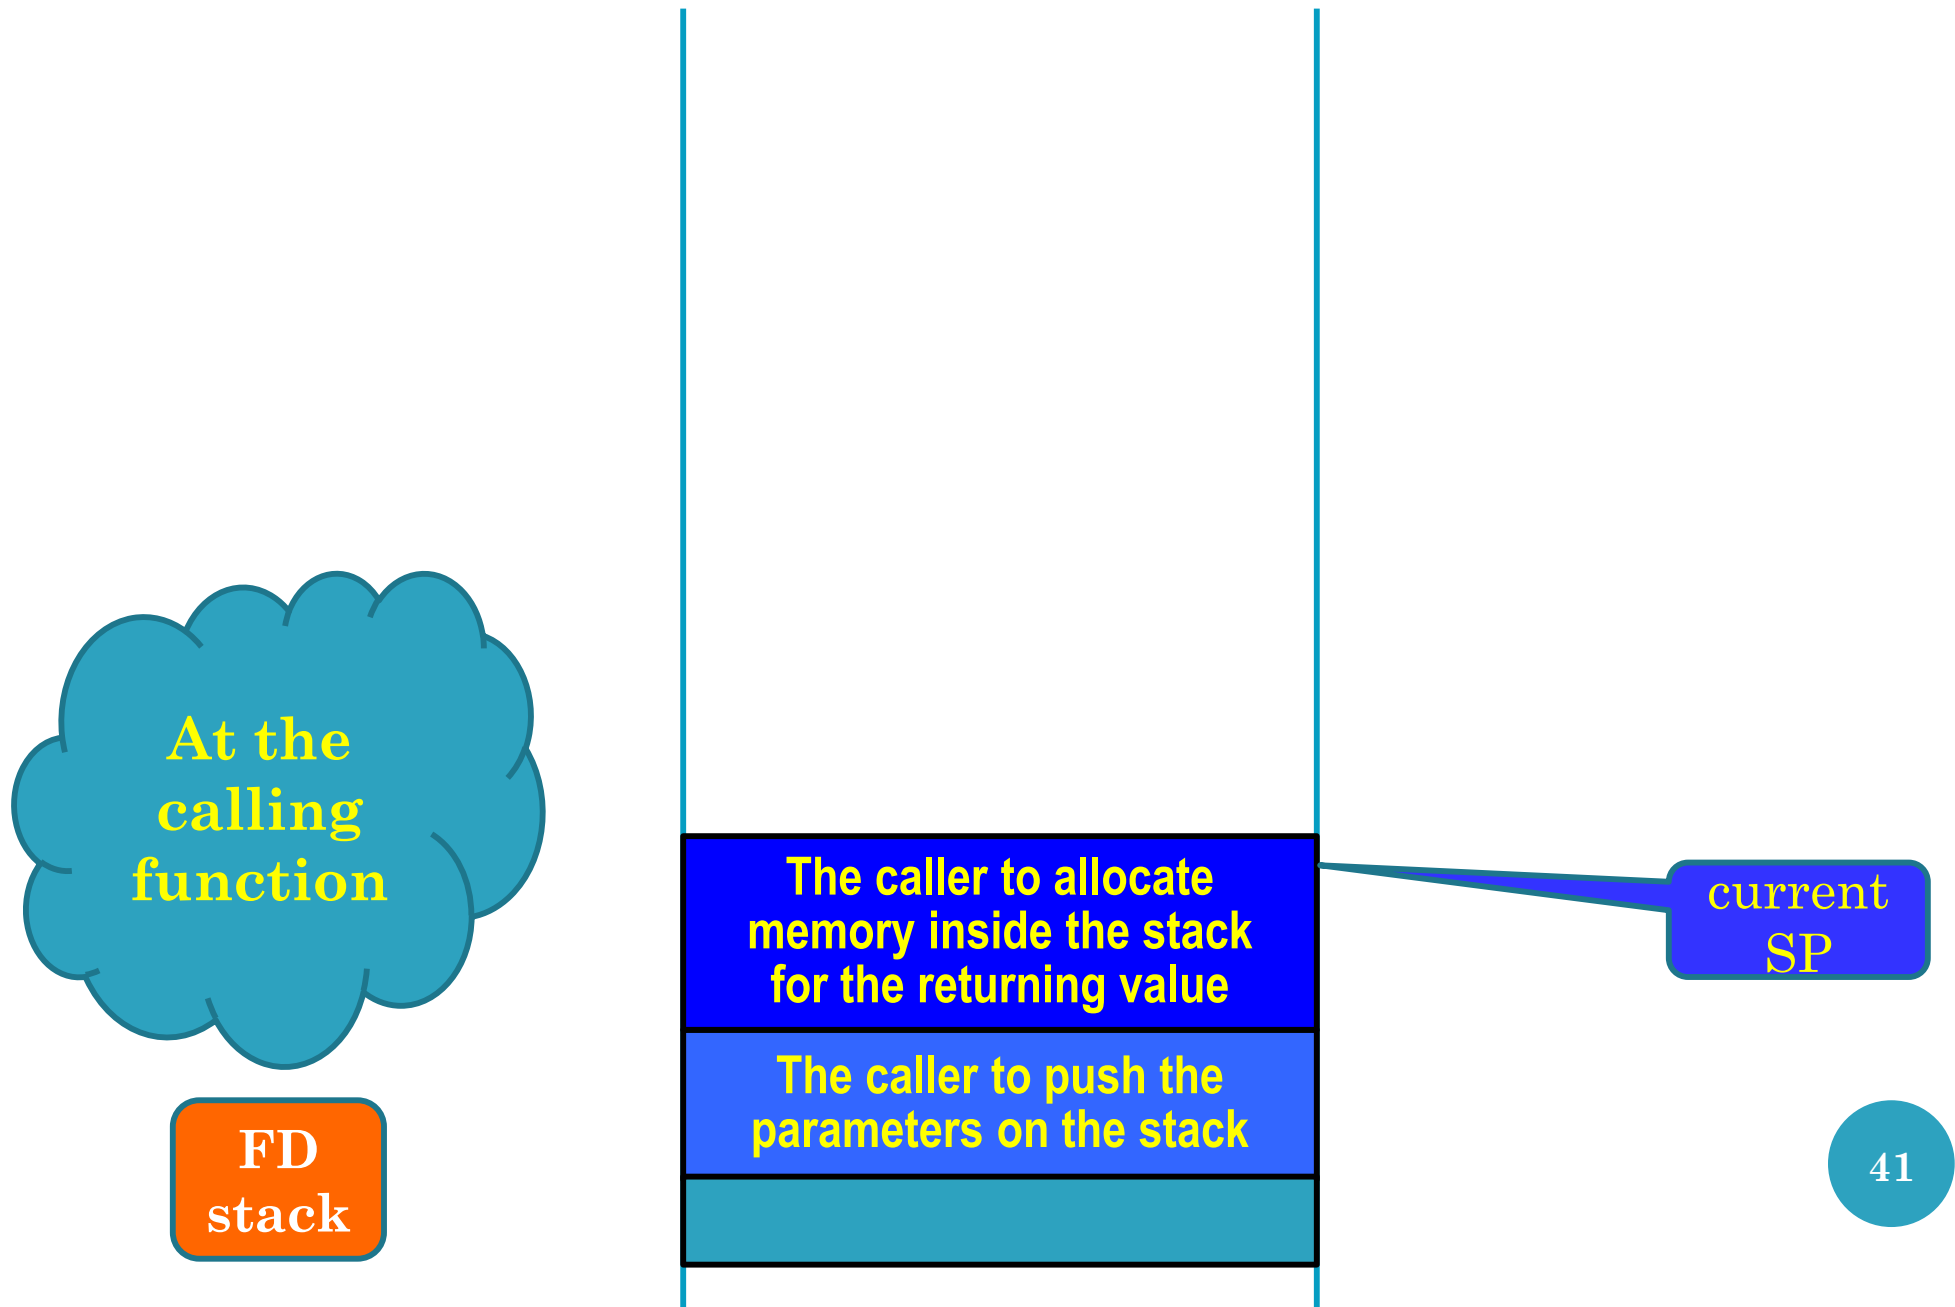 At the
calling
function
The caller to allocate
memory inside the stack
for the returning value
current
SP
The caller to push the
parameters on the stack
FD
stack
41